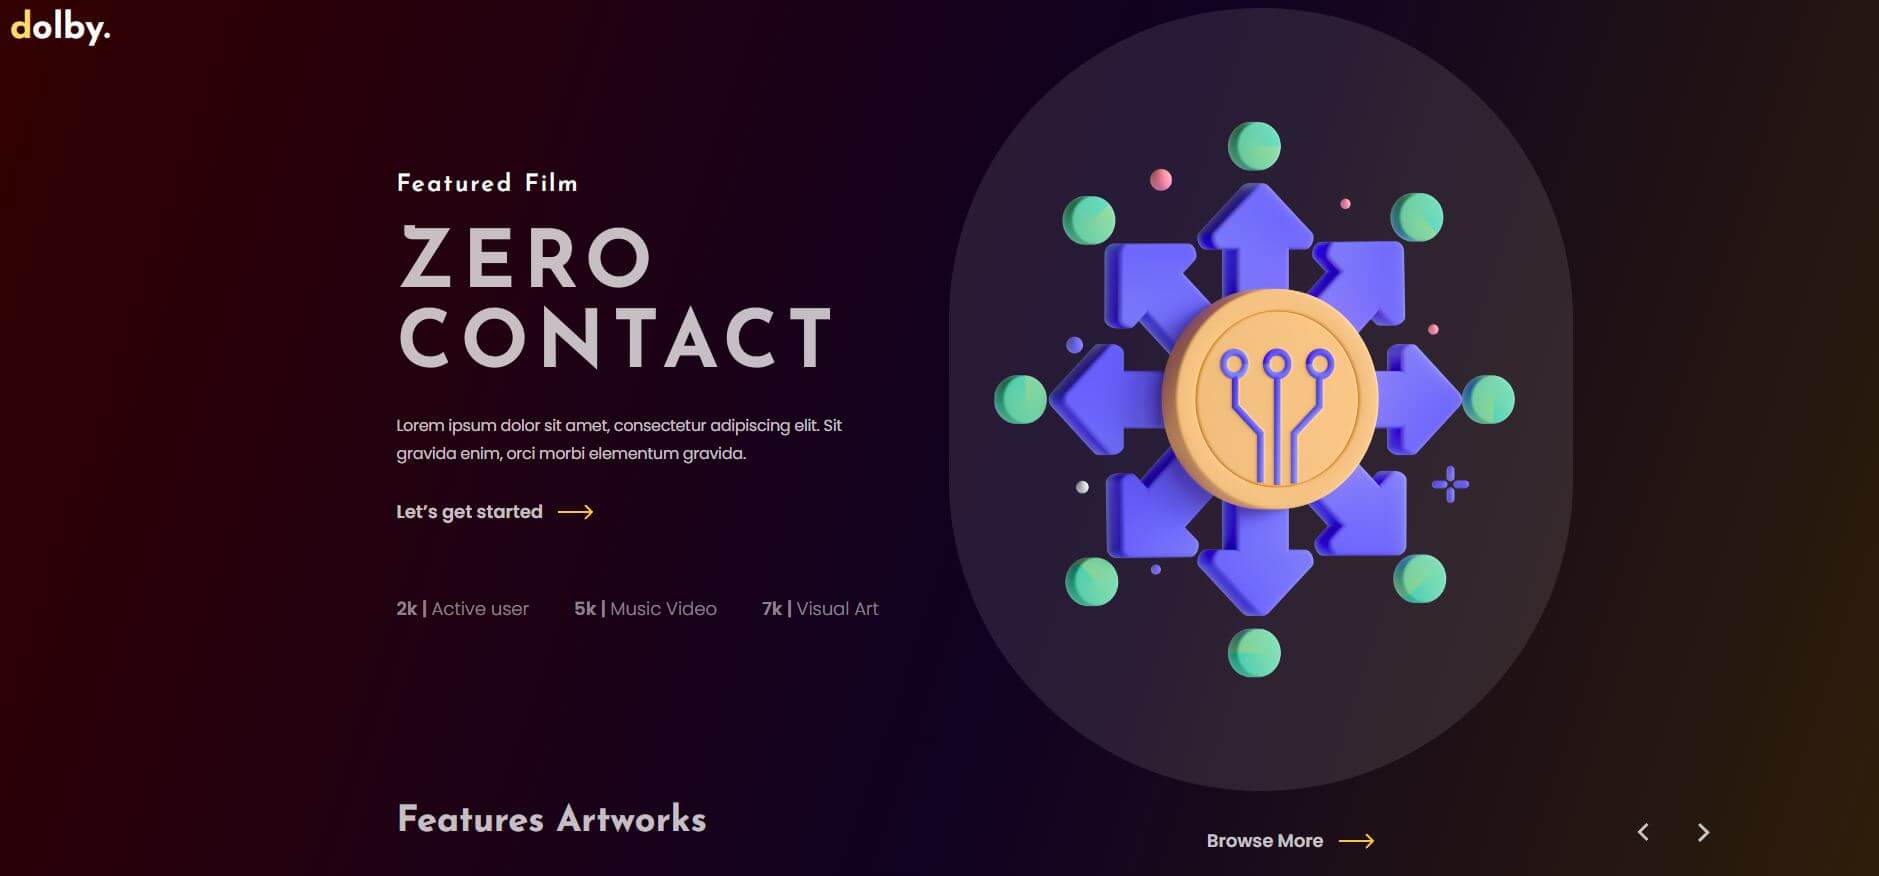 dolby.
Featured Film
ZERO
CONTACT
Lorem ipsum dolor sit amet, consectetur adipiscing elit. Sit
gravida enim, orci morbi elementum gravida.
Let’s get started
2k | Active user 5k | Music Video 7k | Visual Art
Features Artworks
Browse More